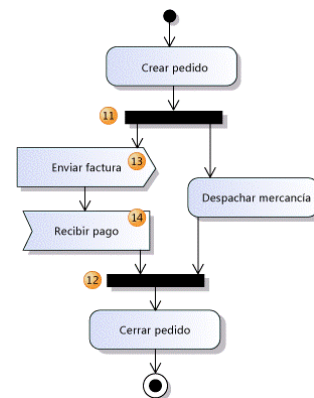 Crear pedido
11
13
Enviar factura
Despachar mercancía
14
Recibir pago
12
Cerrar pedido